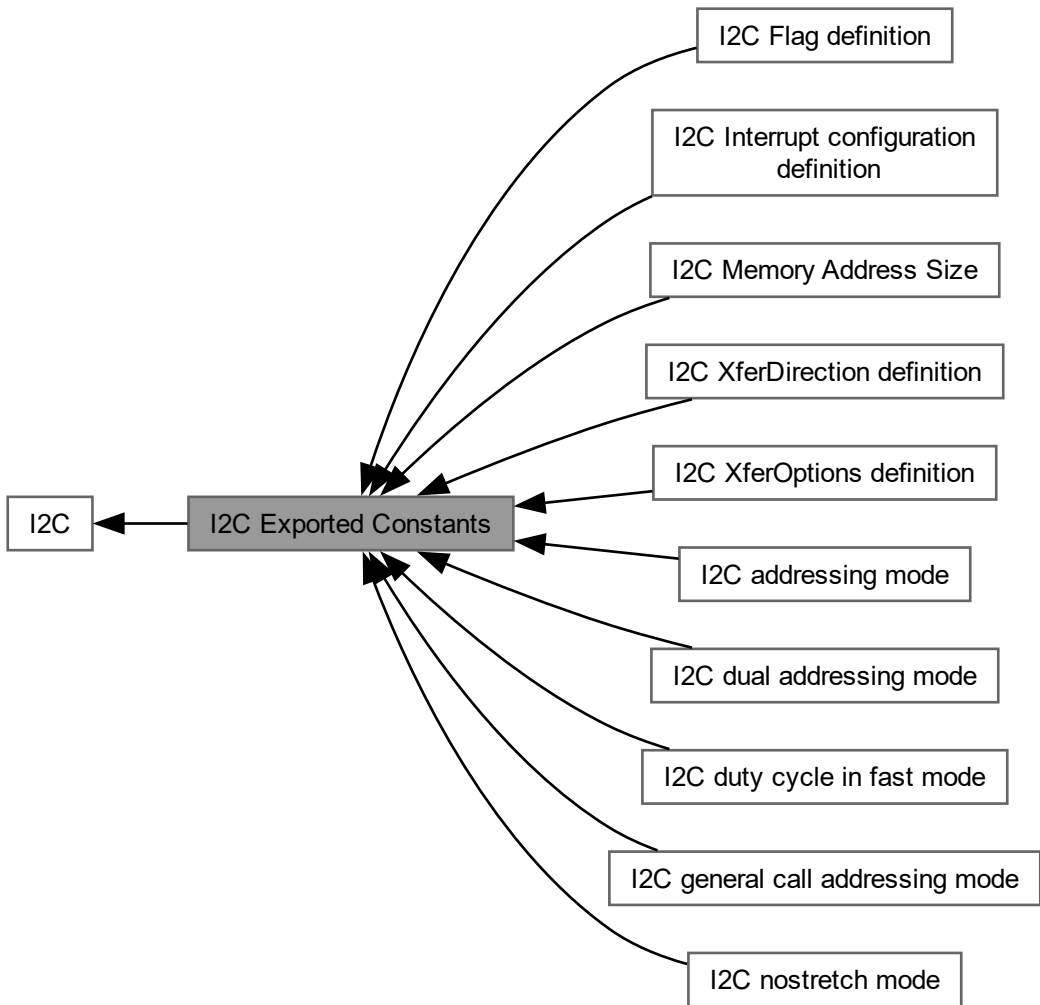 I2C Flag definition
I2C Interrupt configuration
definition
I2C Memory Address Size
I2C XferDirection definition
I2C XferOptions definition
I2C
I2C Exported Constants
I2C addressing mode
I2C dual addressing mode
I2C duty cycle in fast mode
I2C general call addressing mode
I2C nostretch mode